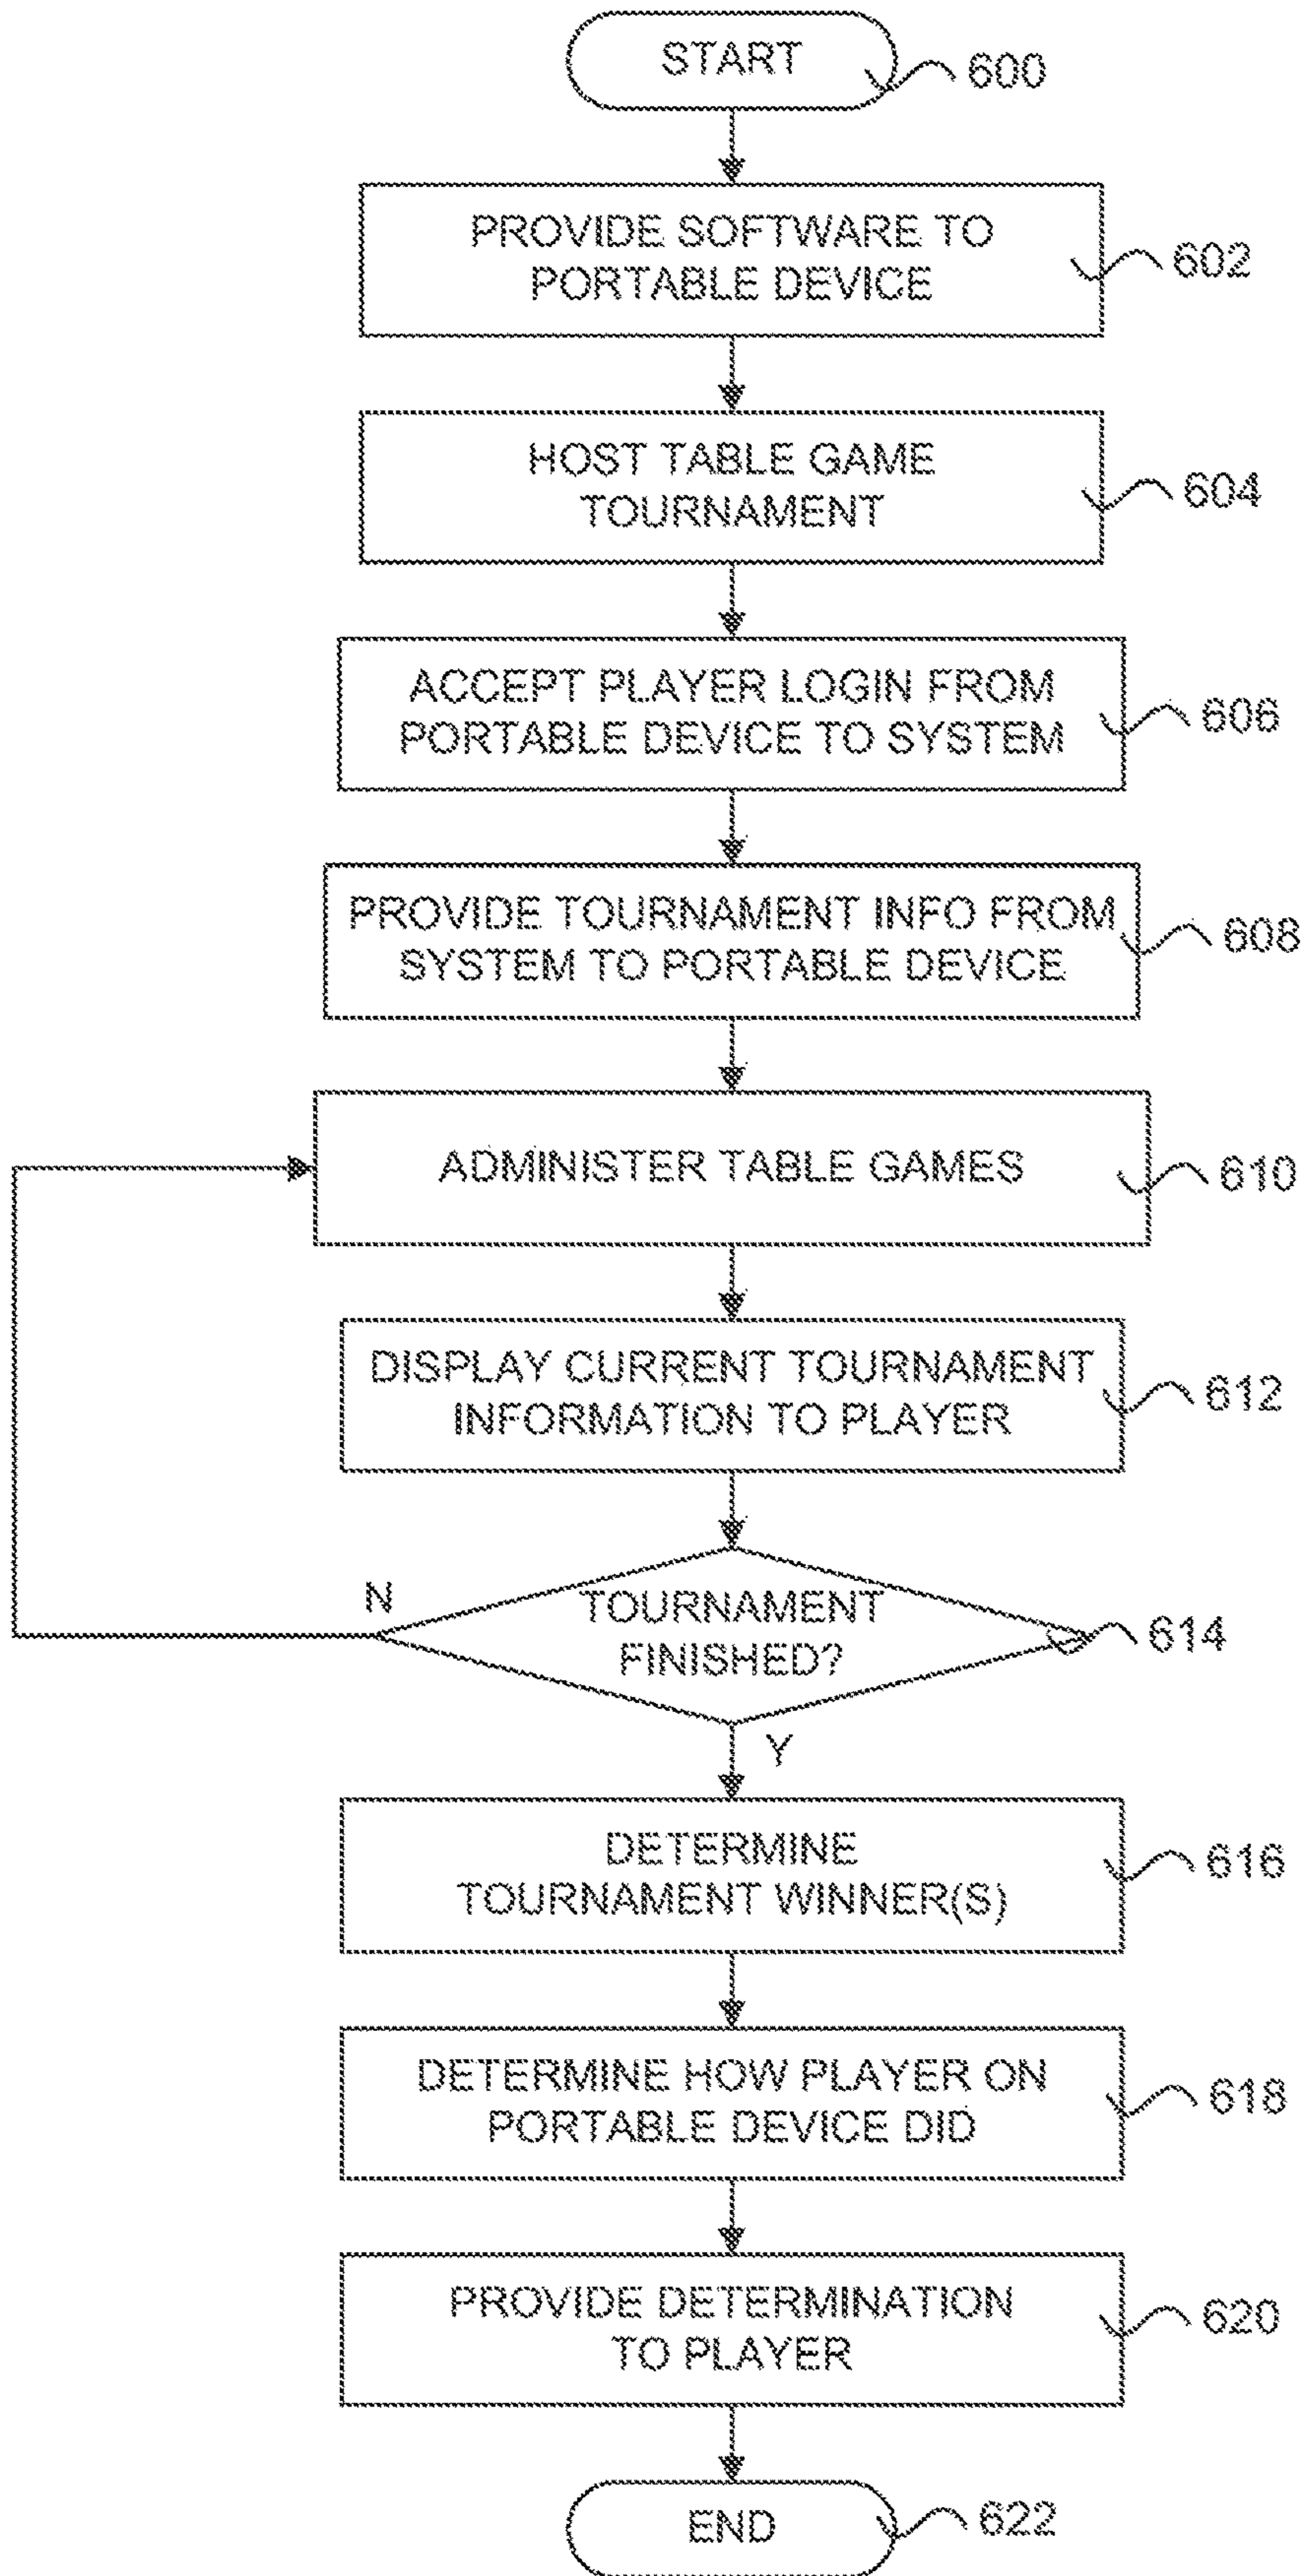 START
600
PROVIDE SOFTWARE TO
PORTABLE DEVICE
602
HOST TABLE GAME
TOURNAMENT
604
ACCEPT PLAYER LOGIN FROM
PORTABLE DEVICE TO SYSTEM
606
PROVIDE TOURNAMENT INFO FROM
SYSTEM TO PORTABLE DEVICE
608
ADMINISTER TABLE GAMES
610
DISPLAY CURRENT TOURNAMENT
INFORMATION TO PLAYER
612
N
TOURNAMENT
FINISHED?
614
Y
DETERMINE
TOURNAMENT WINNER(S)
616
DETERMINE HOW PLAYER ON
PORTABLE DEVICE DID
618
PROVIDE DETERMINATION
TO PLAYER
620
END
622